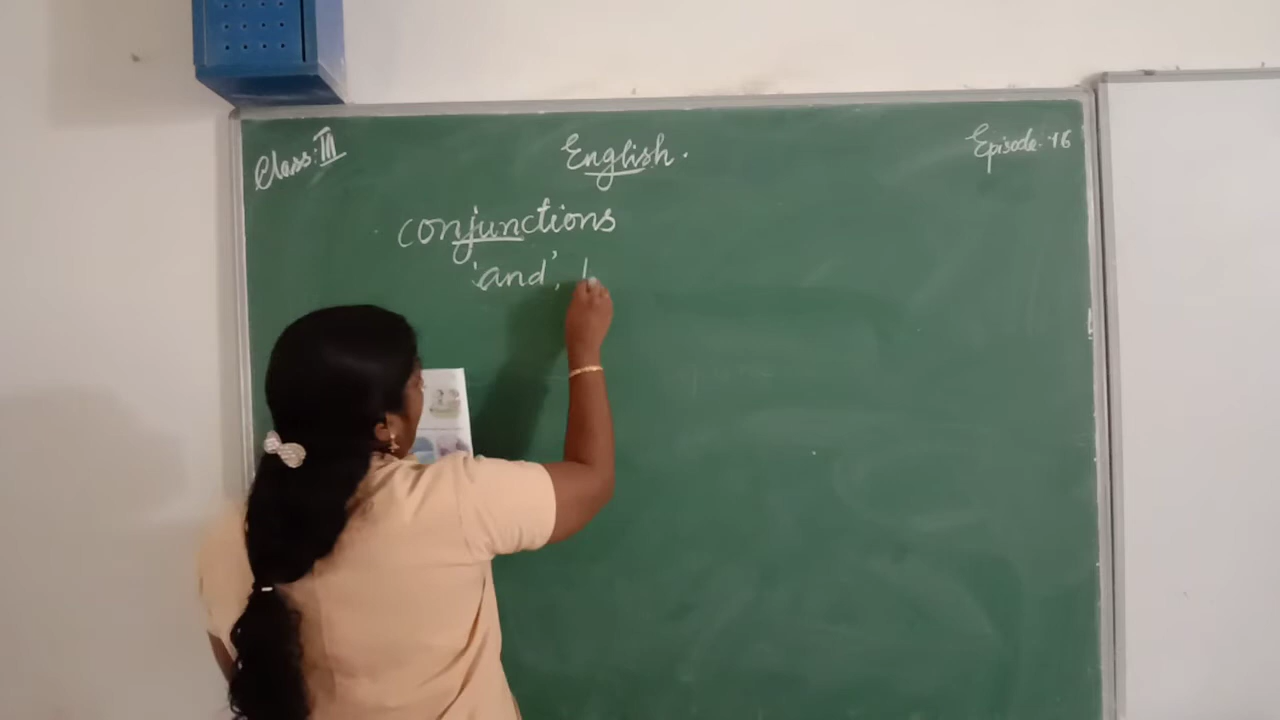 Class: III
English.
Episode: 16
conjunctions
'and',